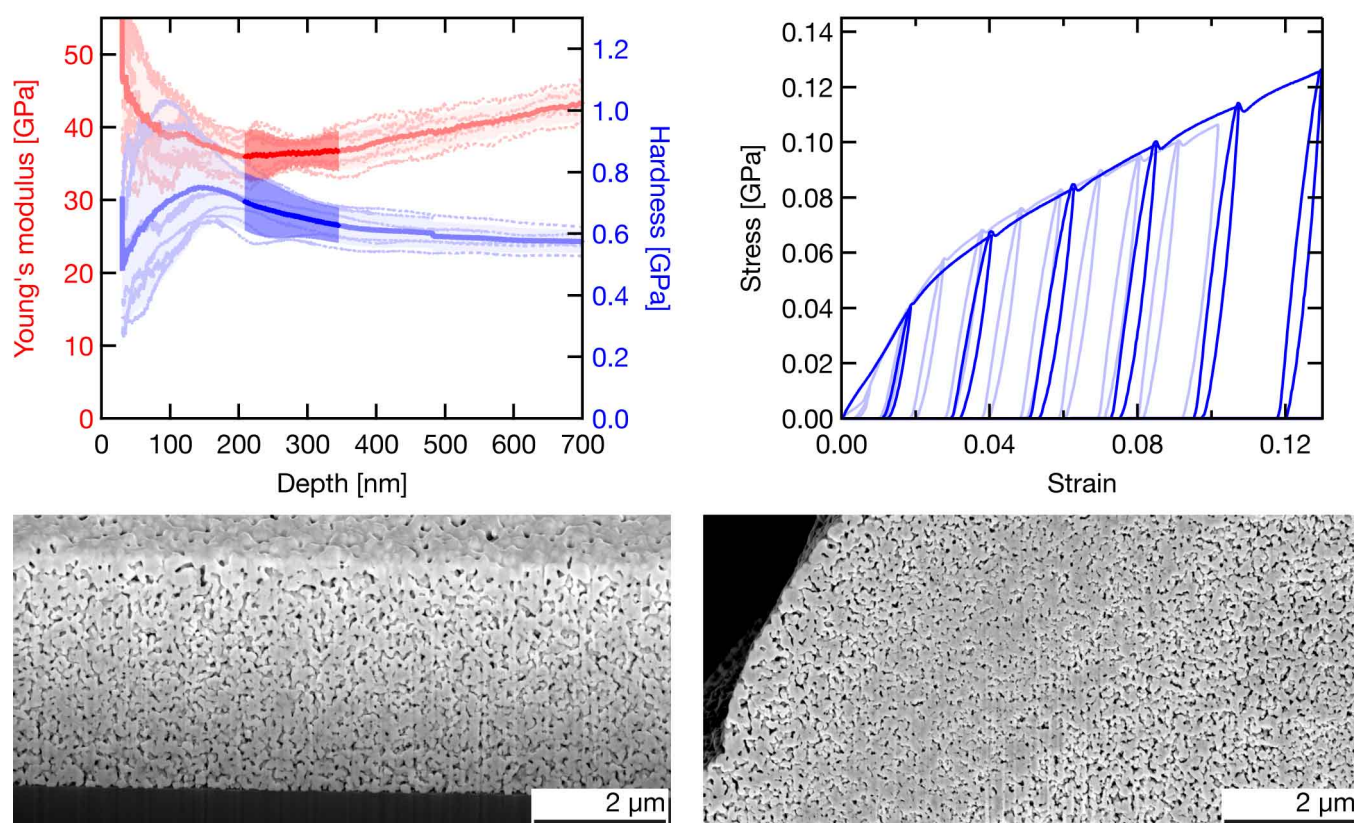 Young's modulus [GPa]
50
40
30
20
10
0
1.2
1.0
0.8
0.6
0.4
0.2
0.0
Hardness [GPa]
0 100 200 300 400 500 600 700
Depth [nm]
Stress [GPa]
0.14
0.12
0.10
0.08
0.06
0.04
0.02
0.00
0.00 0.04 0.08 0.12
Strain
2 µm
2 µm